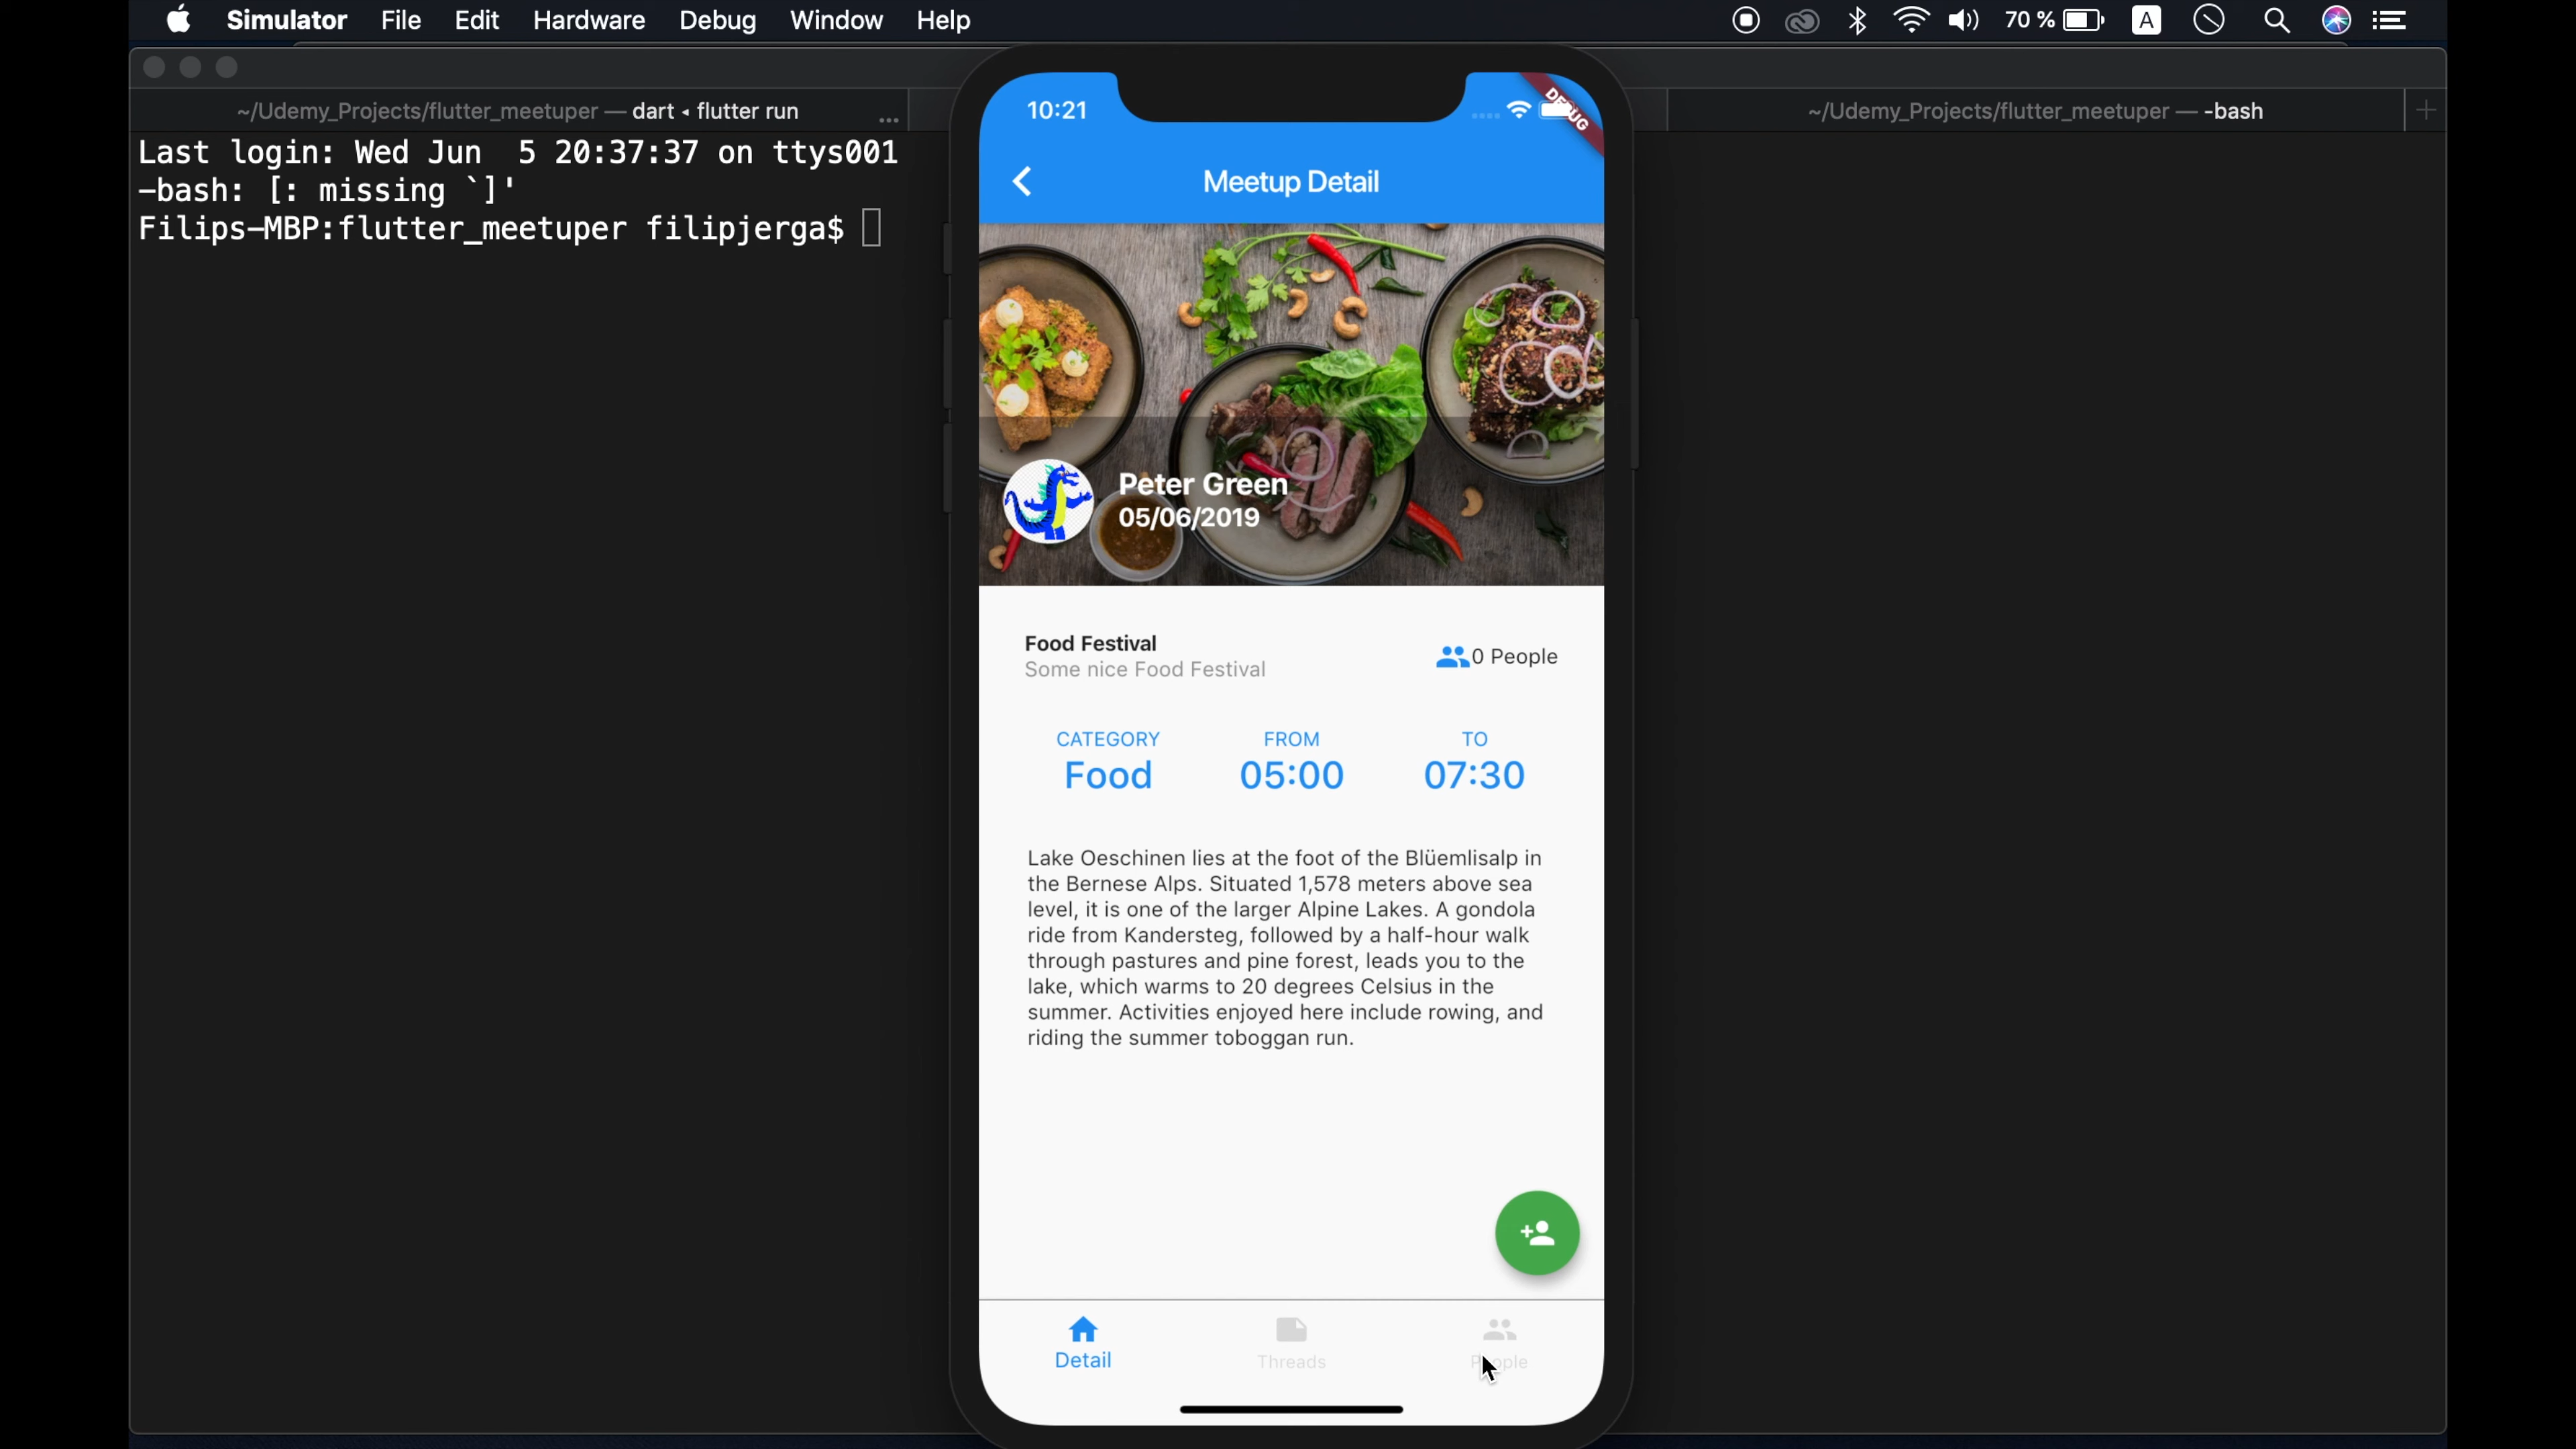 Simulator File Edit Hardware Debug Window Help 70 % A
~/Udemy_Projects/flutter_meetuper — dart ◂ flutter run ... ~/Udemy_Projects/flutter_meetuper — -bash
Last login: Wed Jun  5 20:37:37 on ttys001
-bash: [: missing `]'
Filips-MBP:flutter_meetuper filipjerga$
10:21
DEBUG
Meetup Detail
Peter Green
05/06/2019
Food Festival
Some nice Food Festival
0 People
CATEGORY FROM TO
Food 05:00 07:30
Lake Oeschinen lies at the foot of the Blüemlisalp in
the Bernese Alps. Situated 1,578 meters above sea
level, it is one of the larger Alpine Lakes. A gondola
ride from Kandersteg, followed by a half-hour walk
through pastures and pine forest, leads you to the
lake, which warms to 20 degrees Celsius in the
summer. Activities enjoyed here include rowing, and
riding the summer toboggan run.
Detail Threads People